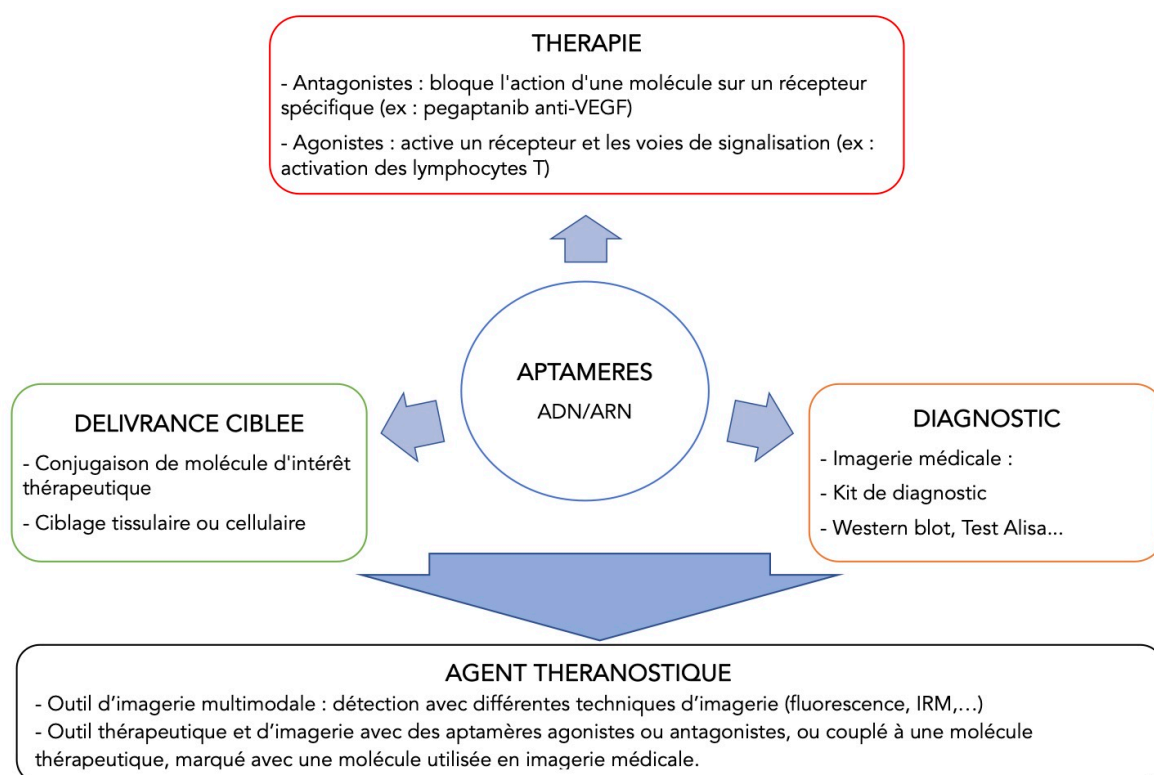 THERAPIE
- Antagonistes : bloque l'action d'une molécule sur un récepteur
spécifique (ex : pegaptanib anti-VEGF)
- Agonistes : active un récepteur et les voies de signalisation (ex :
activation des lymphocytes T)
APTAMERES
ADN/ARN
DELIVRANCE CIBLEE
- Conjugaison de molécule d'intérêt
thérapeutique
- Ciblage tissulaire ou cellulaire
DIAGNOSTIC
- Imagerie médicale :
- Kit de diagnostic
- Western blot, Test Alisa...
AGENT THERANOSTIQUE
- Outil d’imagerie multimodale : détection avec différentes techniques d’imagerie (fluorescence, IRM,…)
- Outil thérapeutique et d’imagerie avec des aptamères agonistes ou antagonistes, ou couplé à une molécule
thérapeutique, marqué avec une molécule utilisée en imagerie médicale.